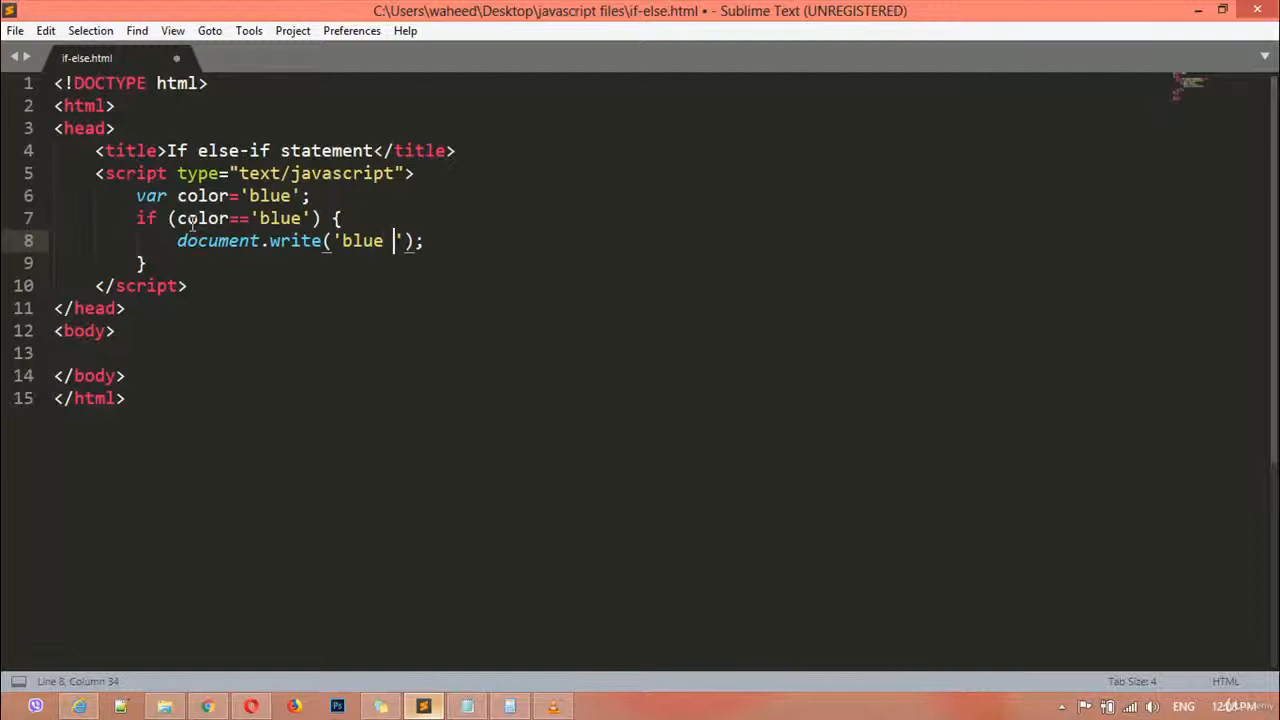 C:\Users\waheed\Desktop\javascript files\if-else.html • - Sublime Text (UNREGISTERED)
File Edit Selection Find View Goto Tools Project Preferences Help
if-else.html
1 <!DOCTYPE html>
2 <html>
3 <head>
4 <title>If else-if statement</title>
5 <script type="text/javascript">
6 var color='blue';
7 if (color=='blue') {
8 document.write('blue ');
9 }
10 </script>
11 </head>
12 <body>
13
14 </body>
15 </html>
Line 8, Column 34 Tab Size: 4 HTML
ENG